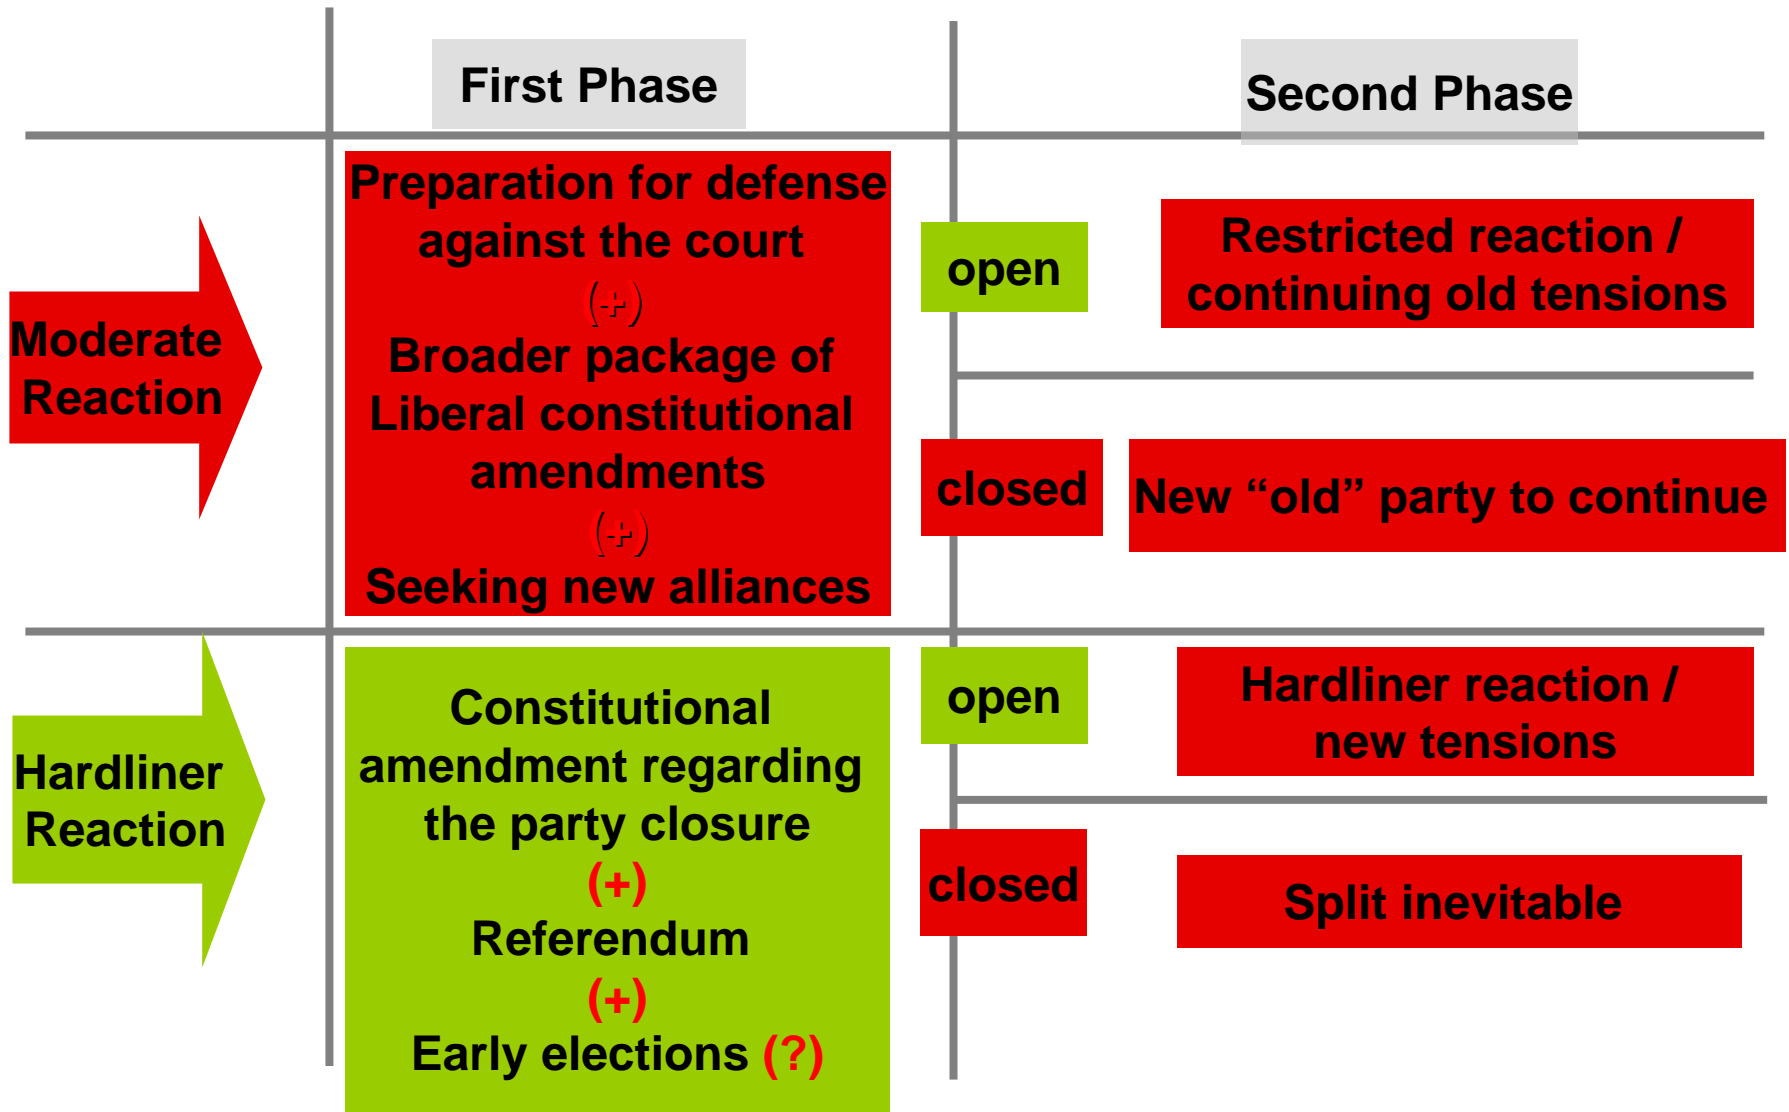 First Phase
Second Phase
Moderate
Reaction
Preparation for defense
against the court
(+)
Broader package of
Liberal constitutional
amendments
(+)
Seeking new alliances
open
Restricted reaction /
continuing old tensions
closed
New “old” party to continue
Hardliner
Reaction
Constitutional
amendment regarding
the party closure
(+)
Referendum
(+)
Early elections (?)
open
Hardliner reaction /
new tensions
closed
Split inevitable